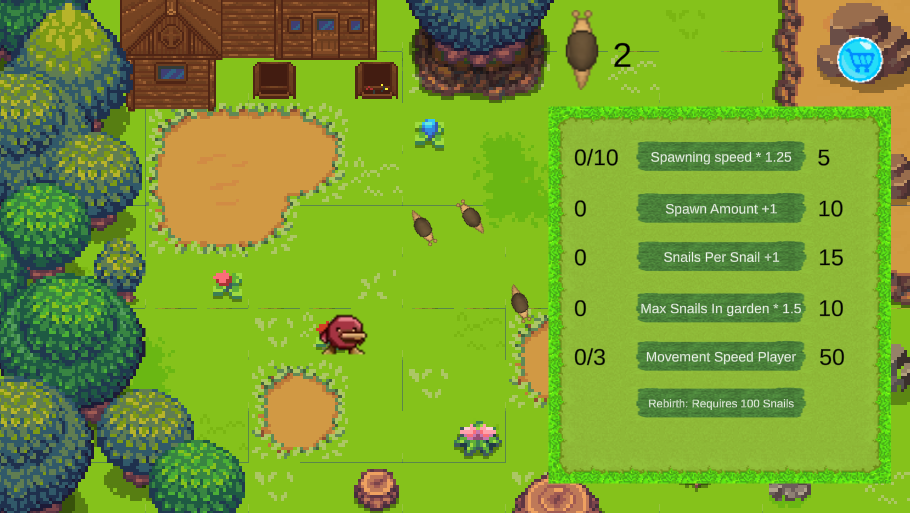 2
0/10 Spawning speed * 1.25 5
0 Spawn Amount +1 10
0 Snails Per Snail +1 15
0 Max Snails In garden * 1.5 10
0/3 Movement Speed Player 50
Rebirth: Requires 100 Snails